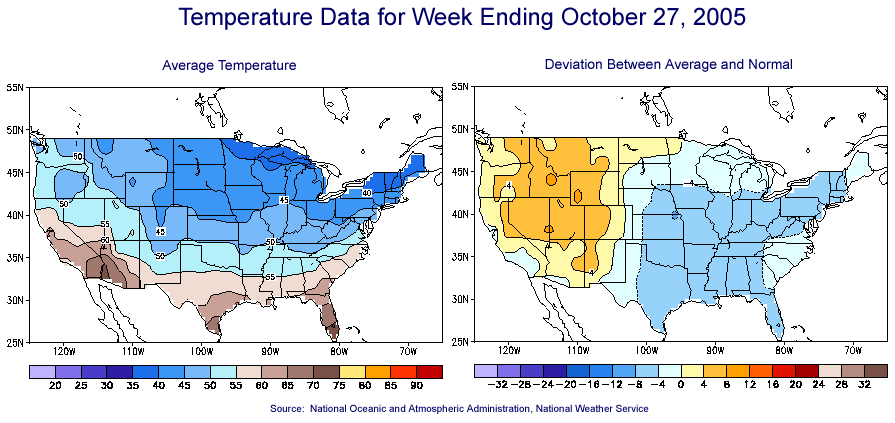 Temperature Data for Week Ending October 27, 2005
Average Temperature
Deviation Between Average and Normal
55N
50N
45N
40N
35N
30N
25N
50
50
55
60
45
50
45
50
55
40
120W 110W 100W 90W 80W 70W
20 25 30 35 40 45 50 55 60 65 70 75 80 85 90
55N
50N
45N
40N
35N
30N
25N
4
-4
4
120W 110W 100W 90W 80W 70W
-32 -28 -24 -20 -16 -12 -8 -4 0 4 8 12 16 20 24 28 32
Source: National Oceanic and Atmospheric Administration, National Weather Service